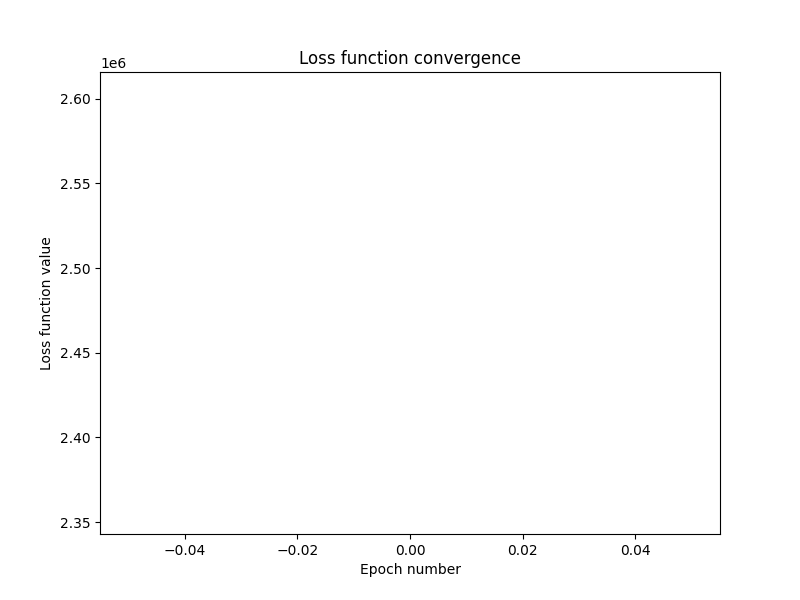 Loss function convergence
1e6
2.60
2.55
2.50
2.45
2.40
2.35
Loss function value
−0.04
−0.02
0.00
0.02
0.04
Epoch number